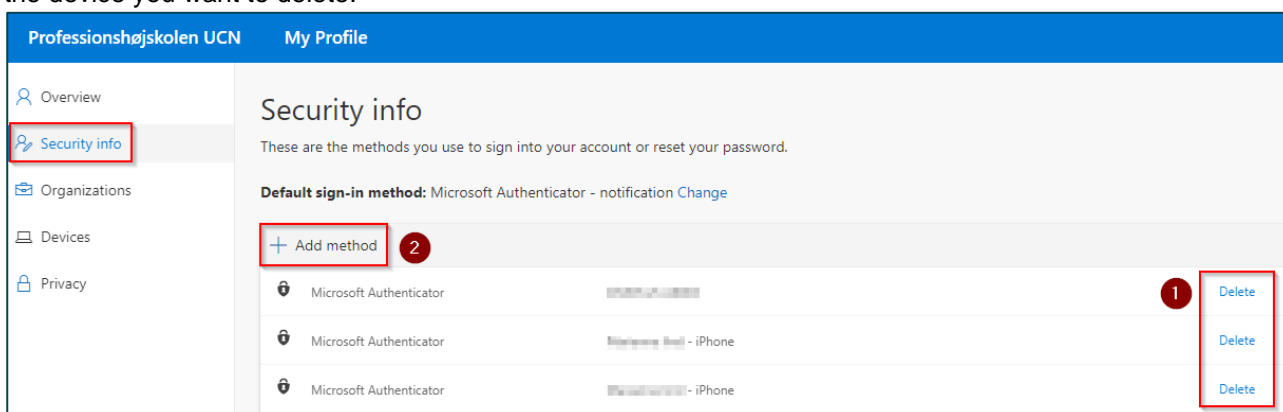 the device you want to delete.
Professionshøjskolen UCN My Profile
Overview
Security info
Organizations
Devices
Privacy
Security info
These are the methods you use to sign into your account or reset your password.
Default sign-in method: Microsoft Authenticator - notification Change
+ Add method 2
Microsoft Authenticator 1 Delete
Microsoft Authenticator - iPhone Delete
Microsoft Authenticator - iPhone Delete